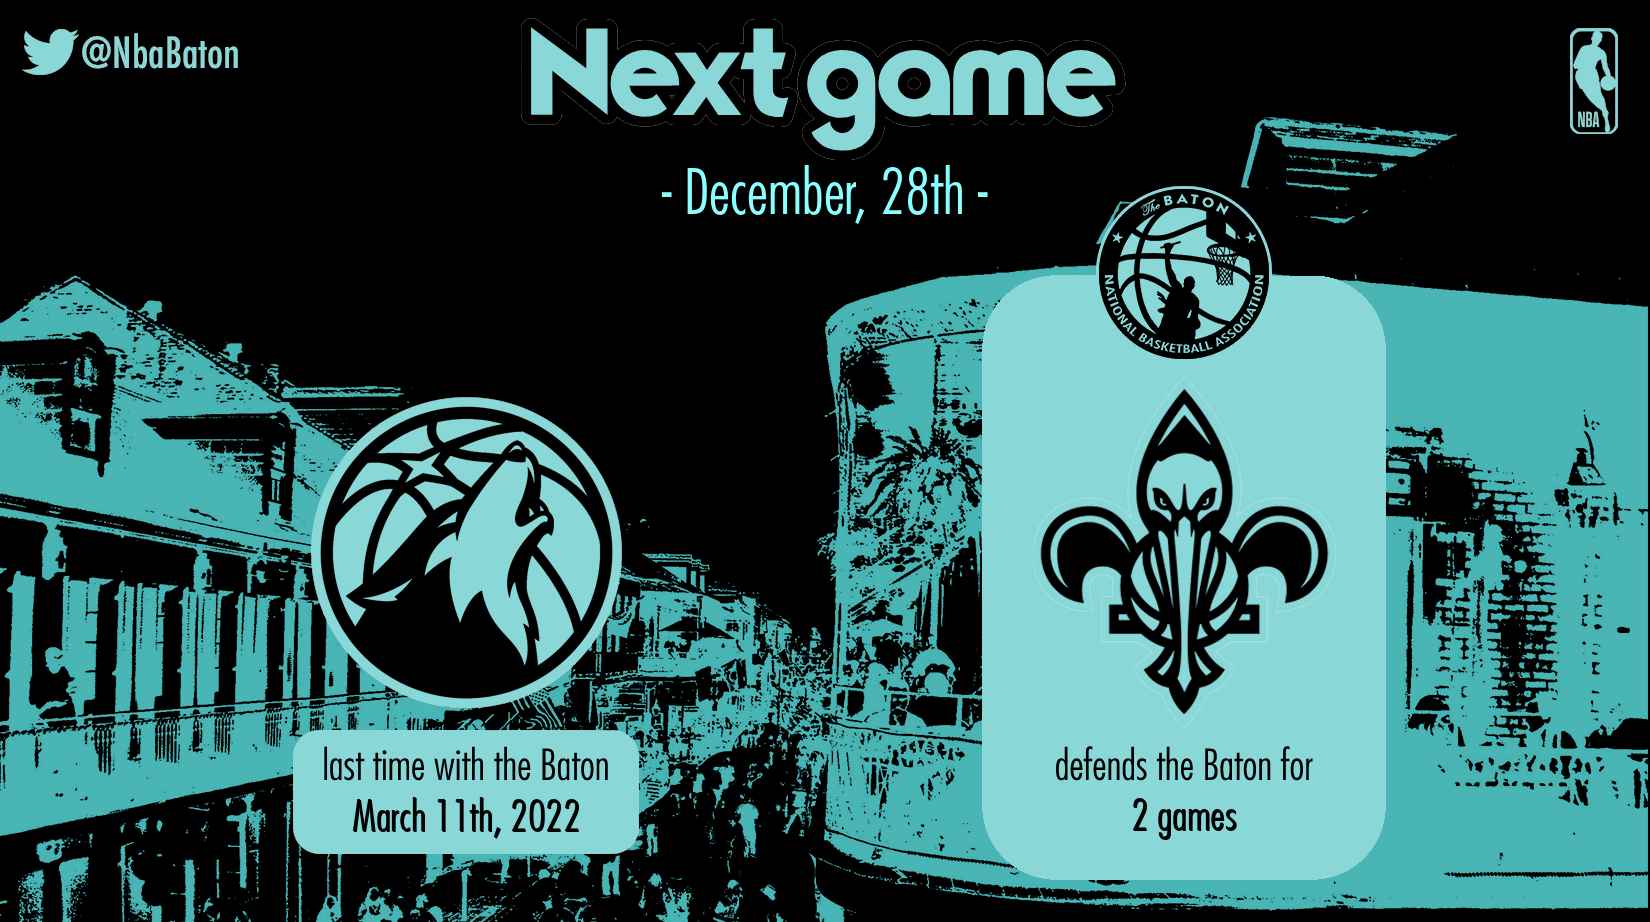 @NbaBaton
Next game
- December, 28th -
NBA
The BATON
NATIONAL BASKETBALL ASSOCIATION
last time with the Baton
March 11th, 2022
defends the Baton for
2 games